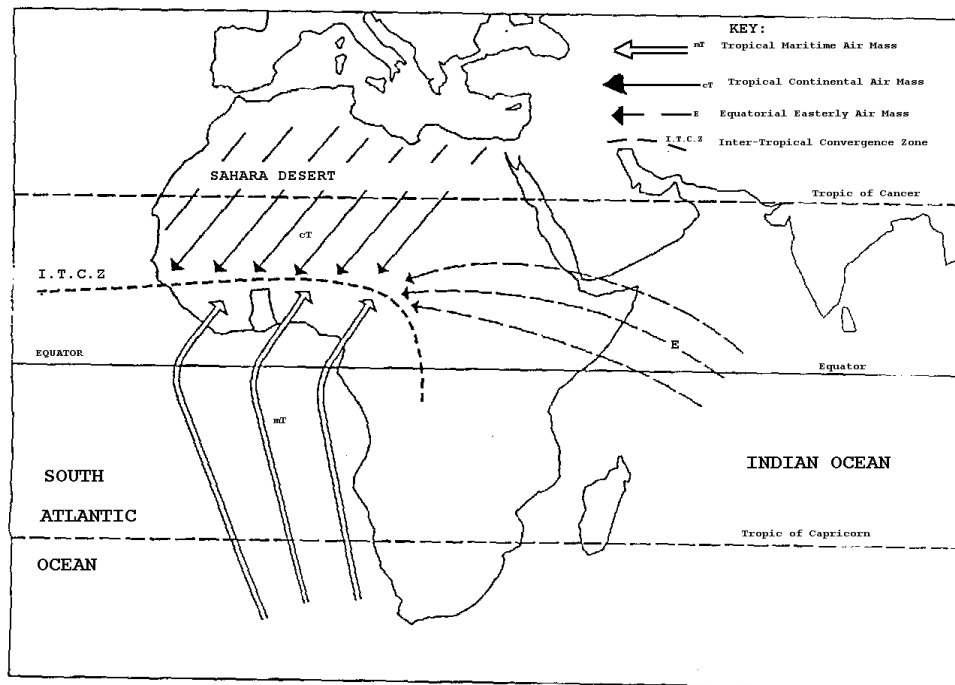 KEY:
mT Tropical Maritime Air Mass
cT Tropical Continental Air Mass
E Equatorial Easterly Air Mass
I.T.C.Z Inter-Tropical Convergence Zone
SAHARA DESERT
Tropic of Cancer
cT
I.T.C.Z
E
EQUATOR
Equator
mT
SOUTH
ATLANTIC
OCEAN
INDIAN OCEAN
Tropic of Capricorn